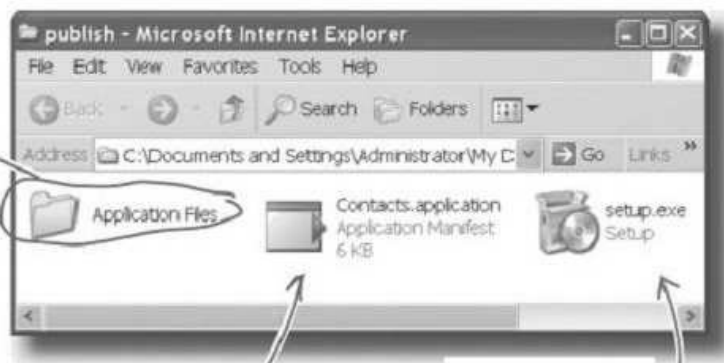 publish - Microsoft Internet Explorer
File Edit View Favorites Tools Help
Back Search Folders
Address C:\Documents and Settings\Administrator\My D Go Links »
Application Files
Contacts.application
Application Manifest
6 KB
setup.exe
Setup